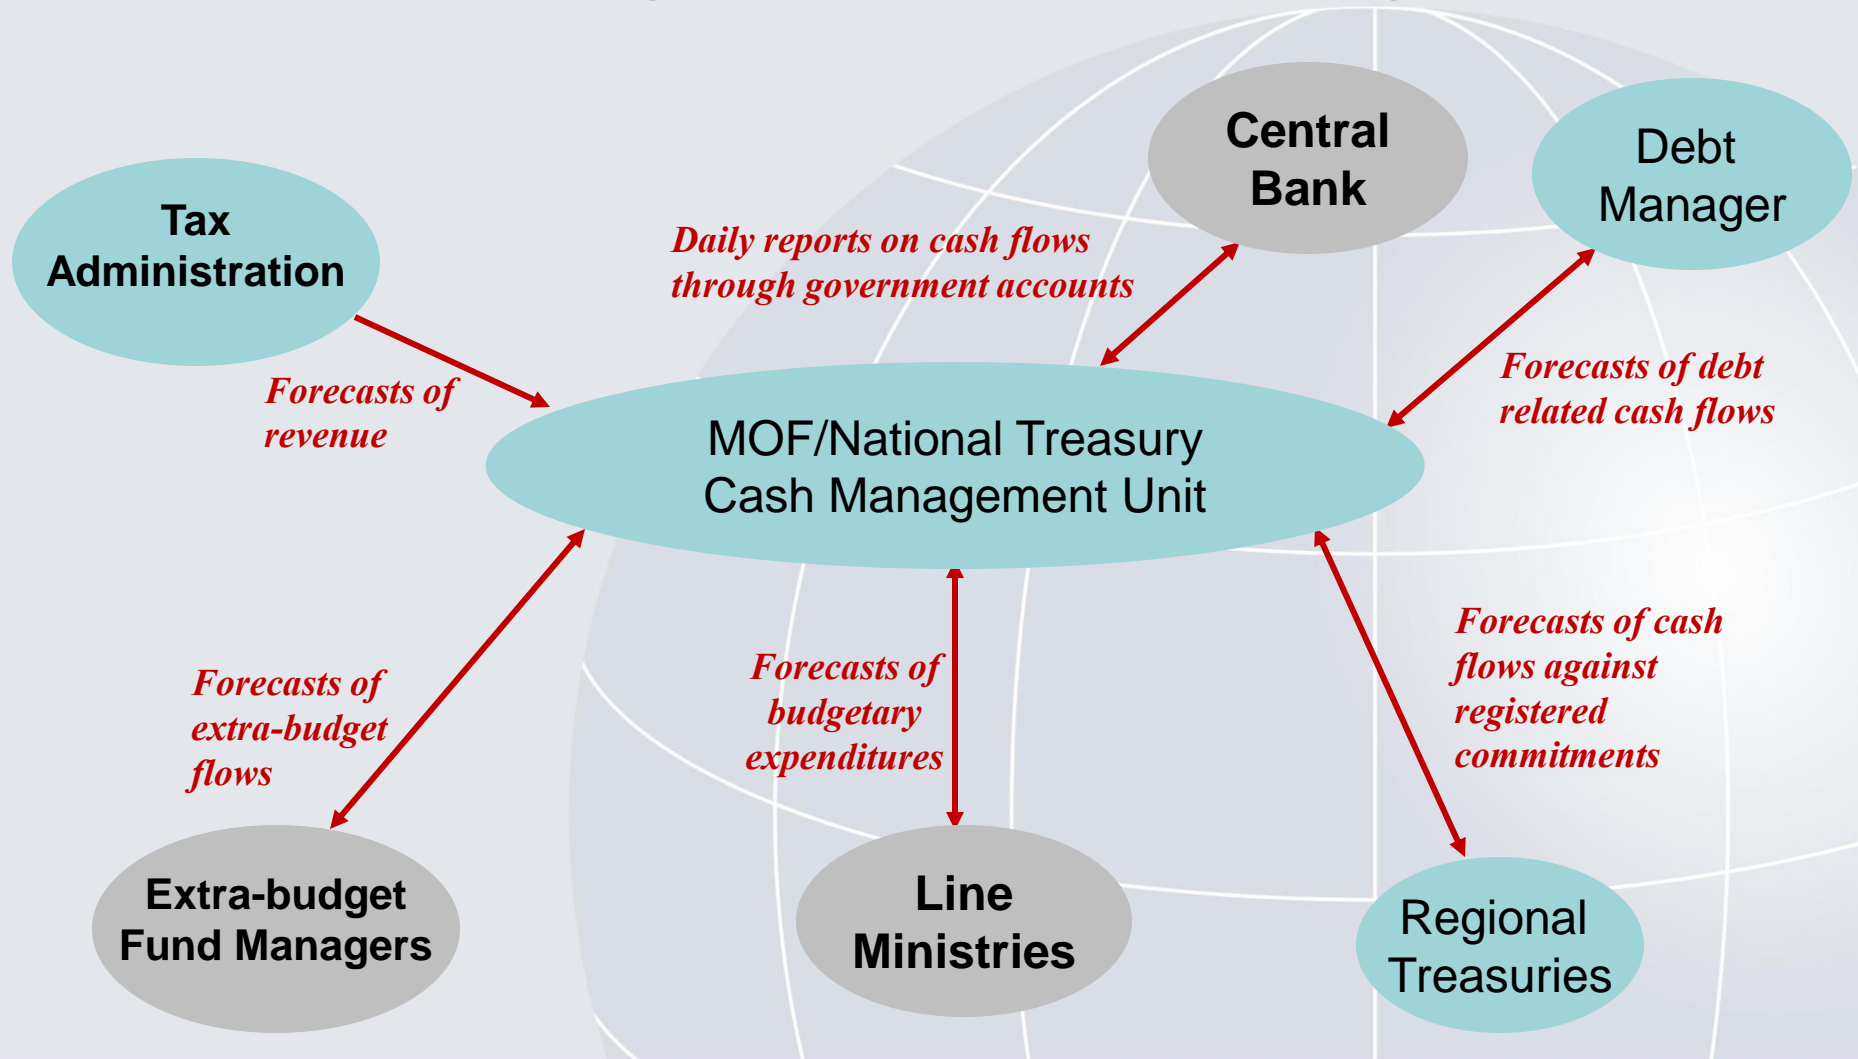 Central
Bank
Debt
Manager
Tax
Administration
Daily reports on cash flows
through government accounts
Forecasts of
revenue
Forecasts of debt
related cash flows
MOF/National Treasury
Cash Management Unit
Forecasts of
extra-budget
flows
Forecasts of
budgetary
expenditures
Forecasts of cash
flows against
registered
commitments
Extra-budget
Fund Managers
Line
Ministries
Regional
Treasuries